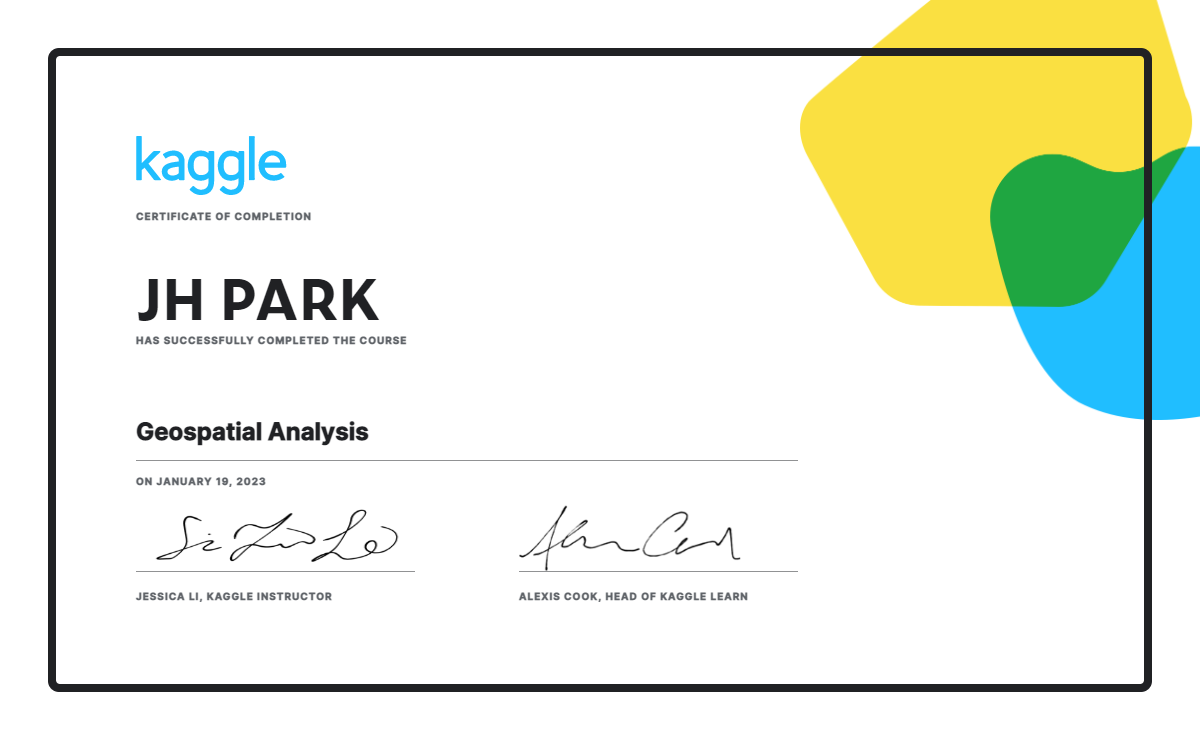 kaggle
CERTIFICATE OF COMPLETION
JH PARK
HAS SUCCESSFULLY COMPLETED THE COURSE
Geospatial Analysis
ON JANUARY 19, 2023
JESSICA LI, KAGGLE INSTRUCTOR
ALEXIS COOK, HEAD OF KAGGLE LEARN